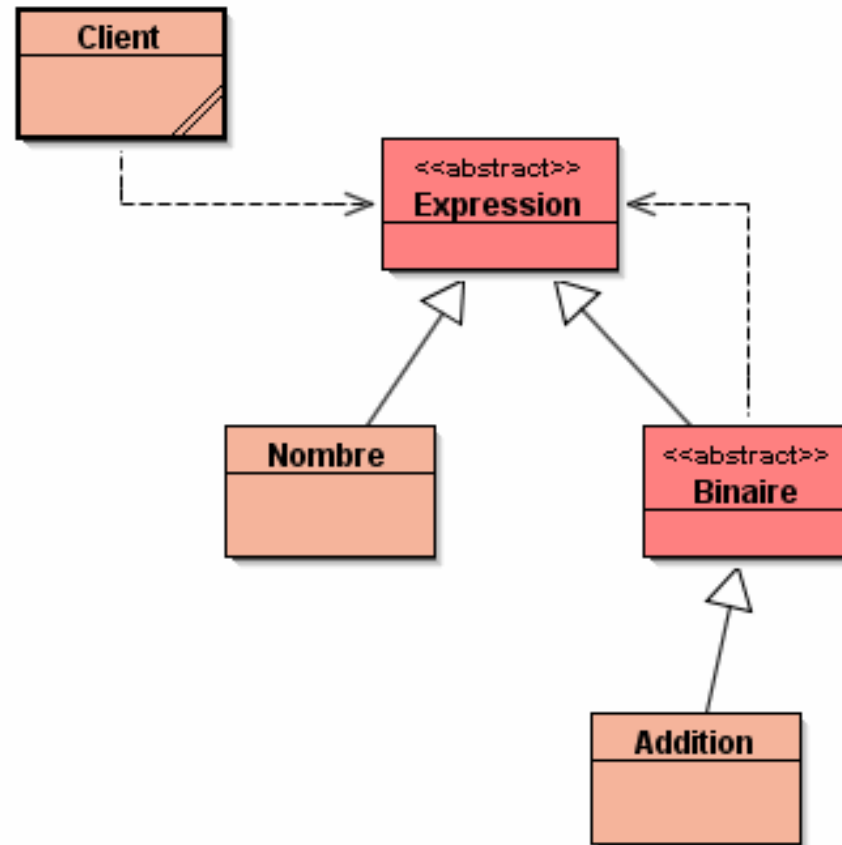 Client
<<abstract>>
Expression
Nombre
<<abstract>>
Binaire
Addition